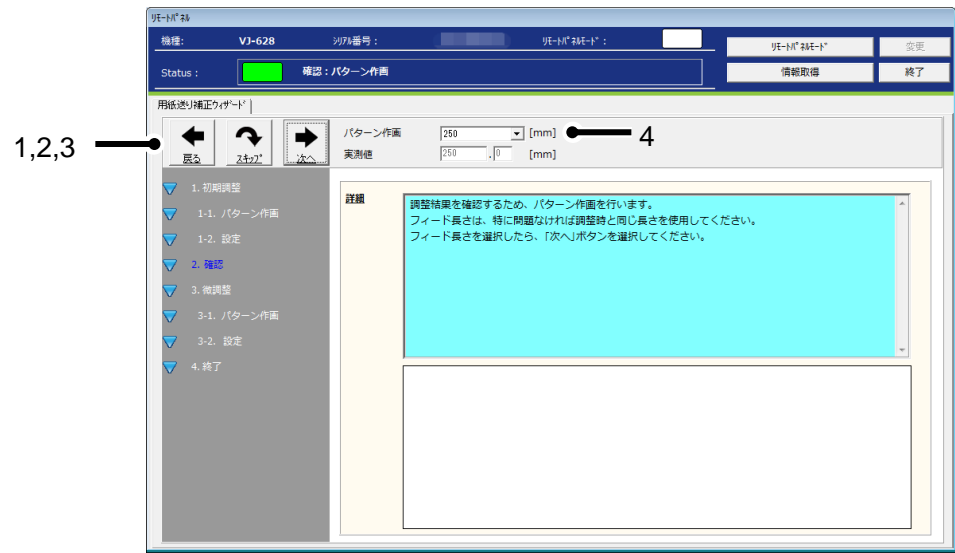 ﾘﾓｰﾄﾊﾟﾈﾙ
機種: VJ-628 ｼﾘｱﾙ番号： ﾘﾓｰﾄﾊﾟﾈﾙﾓｰﾄﾞ： ﾘﾓｰﾄﾊﾟﾈﾙﾓｰﾄﾞ 変更
Status : 確認：パターン作画 情報取得 終了
用紙送り補正ｳｨｻﾞｰﾄﾞ
1,2,3
戻る ｽｷｯﾌﾟ 次へ
パターン作画 250 [mm] 4
実測値 250 . 0 [mm]
1. 初期調整
1-1. パターン作画
1-2. 設定
2. 確認
3. 微調整
3-1. パターン作画
3-2. 設定
4. 終了
詳細
調整結果を確認するため、パターン作画を行います。
フィード長さは、特に問題なければ調整時と同じ長さを使用してください。
フィード長さを選択したら、「次へ」ボタンを選択してください。